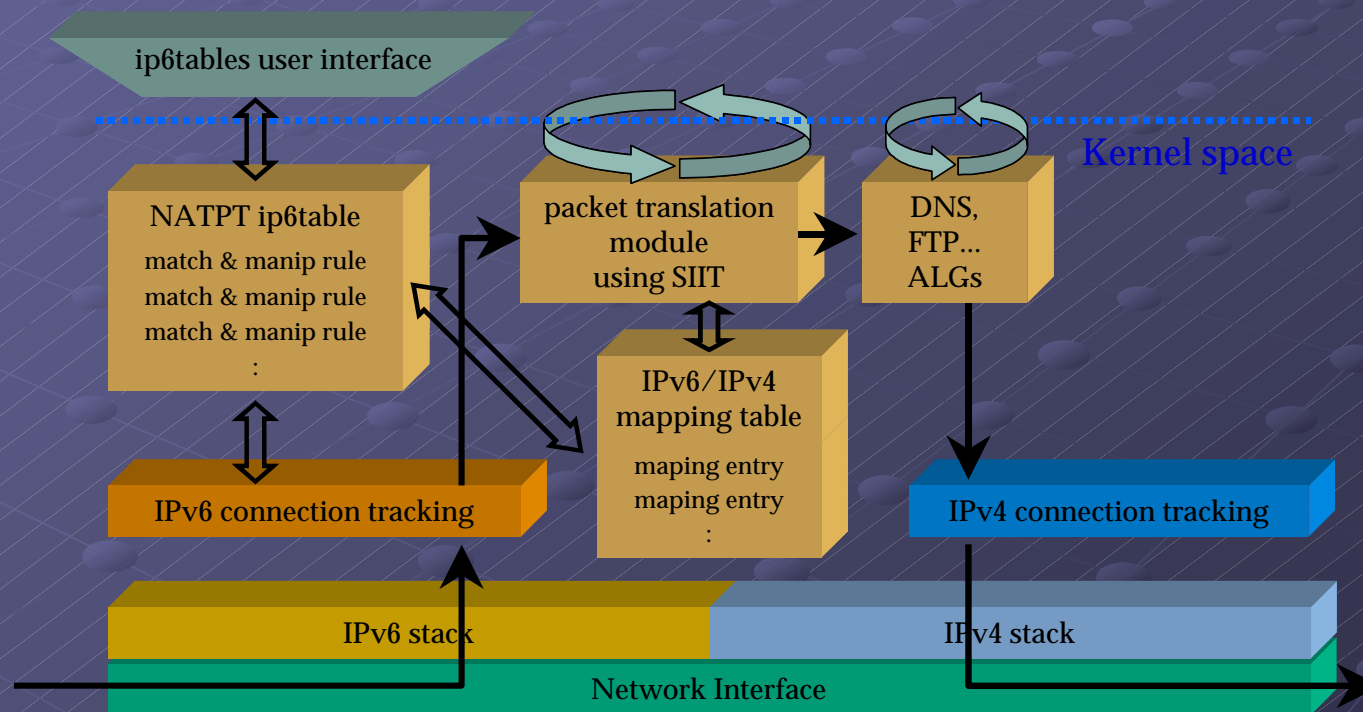 ip6tables user interface
Kernel space
NATPT ip6table
match & manip rule
match & manip rule
match & manip rule
:
packet translation
module
using SIIT
DNS,
FTP...
ALGs
IPv6/IPv4
mapping table
maping entry
maping entry
:
IPv6 connection tracking
IPv4 connection tracking
IPv6 stack
IPv4 stack
Network Interface